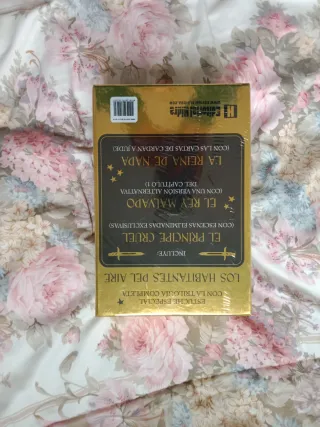 ESTUCHE ESPECIAL
CON LA TRILOGÍA COMPLETA
LOS HABITANTES DEL AIRE
INCLUYE:
EL PRÍNCIPE CRUEL
(CON ESCENAS ELIMINADAS EXCLUSIVAS)
EL REY MALVADO
(CON UNA VERSIÓN ALTERNATIVA
DEL CAPÍTULO 1)
LA REINA DE NADA
(CON LAS CARTAS DE CARDAN A JUDE)
Editorial Hidra